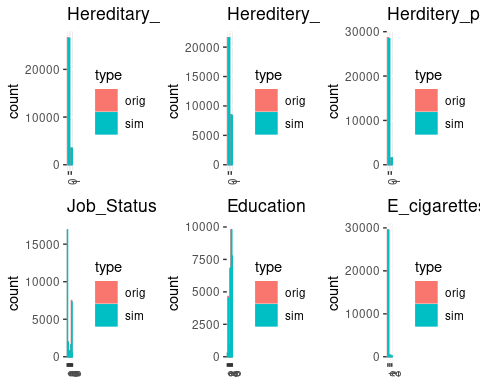 Hereditary_
Hereditery_
Herditery_p
count
20000
10000
0
type
orig
sim
count
20000
15000
10000
5000
0
type
orig
sim
count
30000
20000
10000
0
type
orig
sim
Job_Status
Education
E_cigarettes
count
15000
10000
5000
0
type
orig
sim
count
10000
7500
5000
2500
0
type
orig
sim
count
30000
20000
10000
0
type
orig
sim